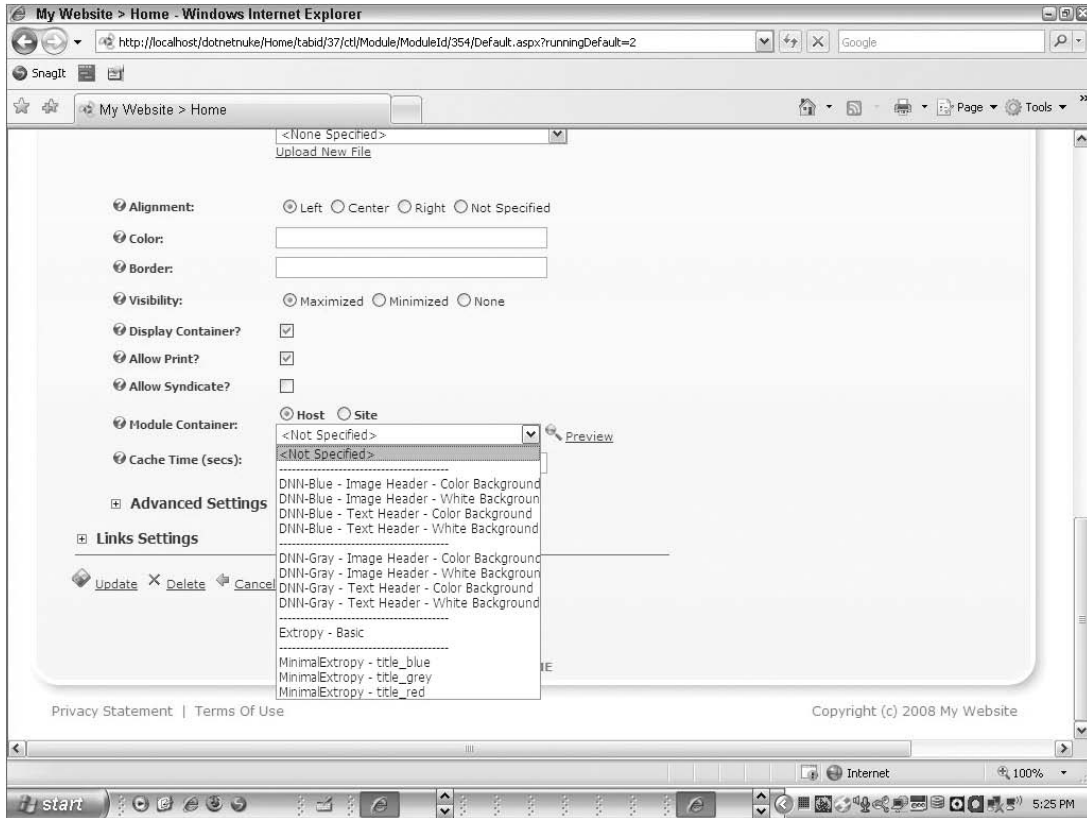 My Website > Home - Windows Internet Explorer
http://localhost/dotnetnuke/Home/tabid/37/ctl/Module/ModuleId/354/Default.aspx?runningDefault=2
Google
SnagIt
My Website > Home
Page
Tools
<None Specified>
Upload New File
Alignment: Left Center Right Not Specified
Color:
Border:
Visibility: Maximized Minimized None
Display Container?
Allow Print?
Allow Syndicate?
Module Container: Host Site
<Not Specified> Preview
<Not Specified>
Cache Time (secs):
----------------------------------------
DNN-Blue - Image Header - Color Background
DNN-Blue - Image Header - White Backgroun
DNN-Blue - Text Header - Color Background
DNN-Blue - Text Header - White Background
----------------------------------------
DNN-Gray - Image Header - Color Background
DNN-Gray - Image Header - White Backgroun
DNN-Gray - Text Header - Color Background
DNN-Gray - Text Header - White Background
----------------------------------------
Extropy - Basic
----------------------------------------
MinimalExtropy - title_blue
MinimalExtropy - title_grey
MinimalExtropy - title_red
Advanced Settings
Links Settings
Update Delete Cancel
Privacy Statement | Terms Of Use
Copyright (c) 2008 My Website
Internet
100%
start
5:25 PM